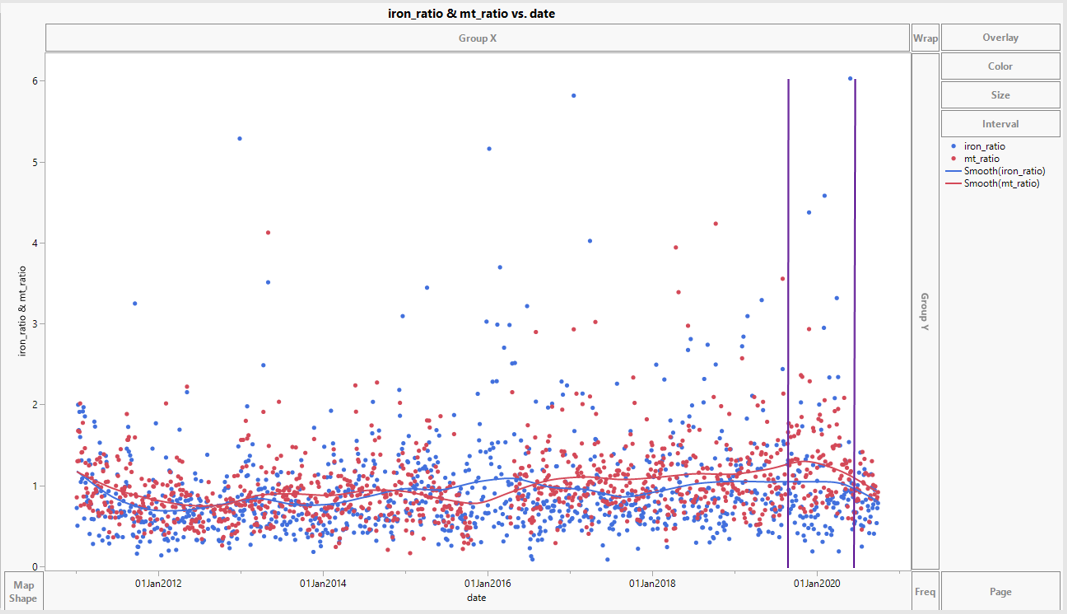 iron_ratio & mt_ratio vs. date
Group X
Wrap
Overlay
Color
Size
Interval
iron_ratio
mt_ratio
Smooth(iron_ratio)
Smooth(mt_ratio)
iron_ratio & mt_ratio
6
5
4
3
2
1
0
Group Y
01Jan2012
01Jan2014
01Jan2016
01Jan2018
01Jan2020
date
Map
Shape
Freq
Page